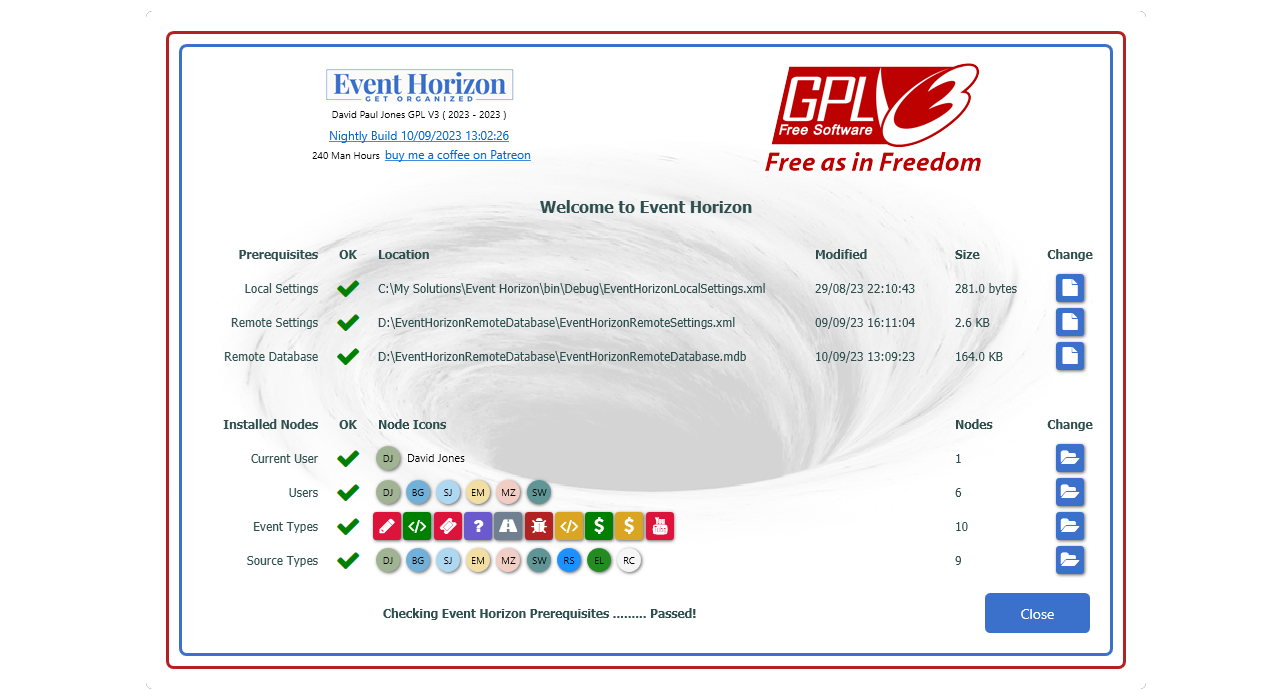 Event Horizon
GET ORGANIZED
David Paul Jones GPL V3 ( 2023 - 2023 )
Nightly Build 10/09/2023 13:02:26
240 Man Hours buy me a coffee on Patreon
GPL 3
Free Software
Free as in Freedom
Welcome to Event Horizon
Prerequisites OK Location Modified Size Change
Local Settings C:\My Solutions\Event Horizon\bin\Debug\EventHorizonLocalSettings.xml 29/08/23 22:10:43 281.0 bytes
Remote Settings D:\EventHorizonRemoteDatabase\EventHorizonRemoteSettings.xml 09/09/23 16:11:04 2.6 KB
Remote Database D:\EventHorizonRemoteDatabase\EventHorizonRemoteDatabase.mdb 10/09/23 13:09:23 164.0 KB
Installed Nodes OK Node Icons Nodes Change
Current User DJ David Jones 1
Users DJ BG SJ EM MZ SW 6
Event Types </> ? </> $ $ 10
Source Types DJ BG SJ EM MZ SW RS EL RC 9
Checking Event Horizon Prerequisites ......... Passed!
Close